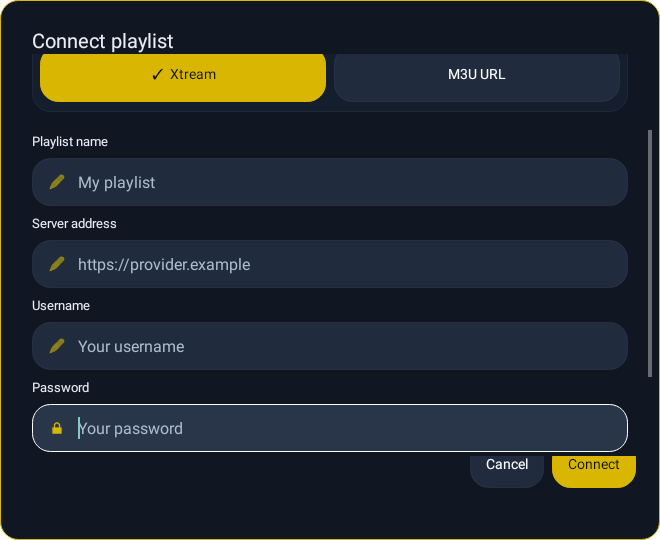 Connect playlist
✓ Xtream
M3U URL
Playlist name
My playlist
Server address
https://provider.example
Username
Your username
Password
Your password
Cancel
Connect